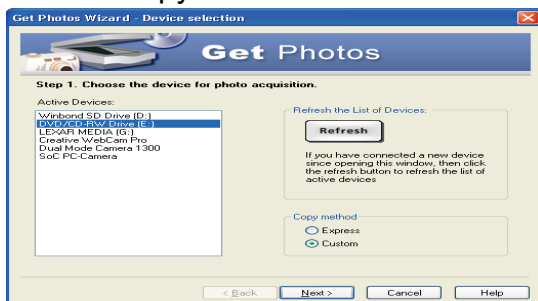 Get Photos Wizard - Device selection
Get Photos
Step 1. Choose the device for photo acquisition.
Active Devices:
Winbond SD Drive (D:)
DVD/CD-RW Drive (E:)
LEXAR MEDIA (G:)
Creative WebCam Pro
Dual Mode Camera 1300
SoC PC-Camera
Refresh the List of Devices:
Refresh
If you have connected a new device
since opening this window, then click
the refresh button to refresh the list of
active devices
Copy method
Express
Custom
< Back
Next >
Cancel
Help